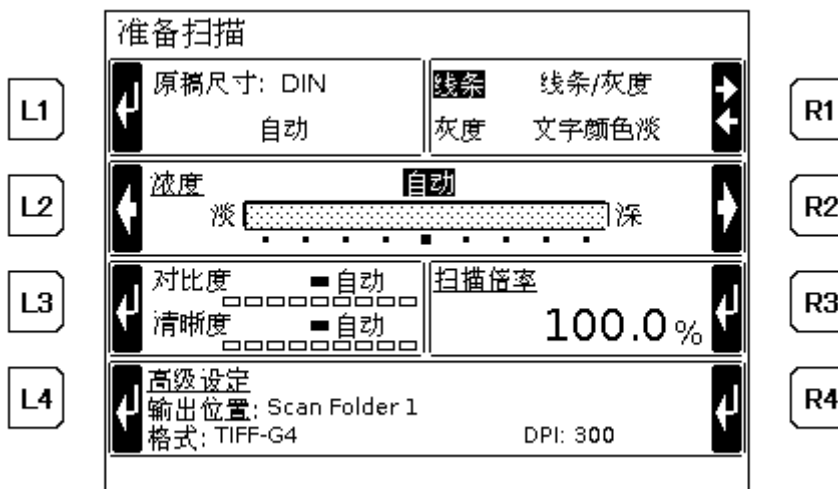 准备扫描
L1
原稿尺寸: DIN
自动
线条 线条/灰度
灰度 文字颜色淡
R1
L2
浓度 自动
淡 深
R2
L3
对比度 自动
清晰度 自动
扫描倍率
100.0%
R3
L4
高级设定
输出位置: Scan Folder 1
格式: TIFF-G4 DPI: 300
R4